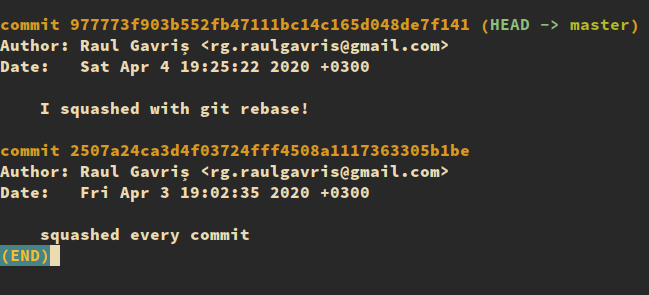 commit 977773f903b552fb47111bc14c165d048de7f141 (HEAD -> master)
Author: Raul Gavriș <rg.raulgavris@gmail.com>
Date:   Sat Apr 4 19:25:22 2020 +0300
I squashed with git rebase!
commit 2507a24ca3d4f03724fff4508a1117363305b1be
Author: Raul Gavriș <rg.raulgavris@gmail.com>
Date:   Fri Apr 3 19:02:35 2020 +0300
squashed every commit
(END)